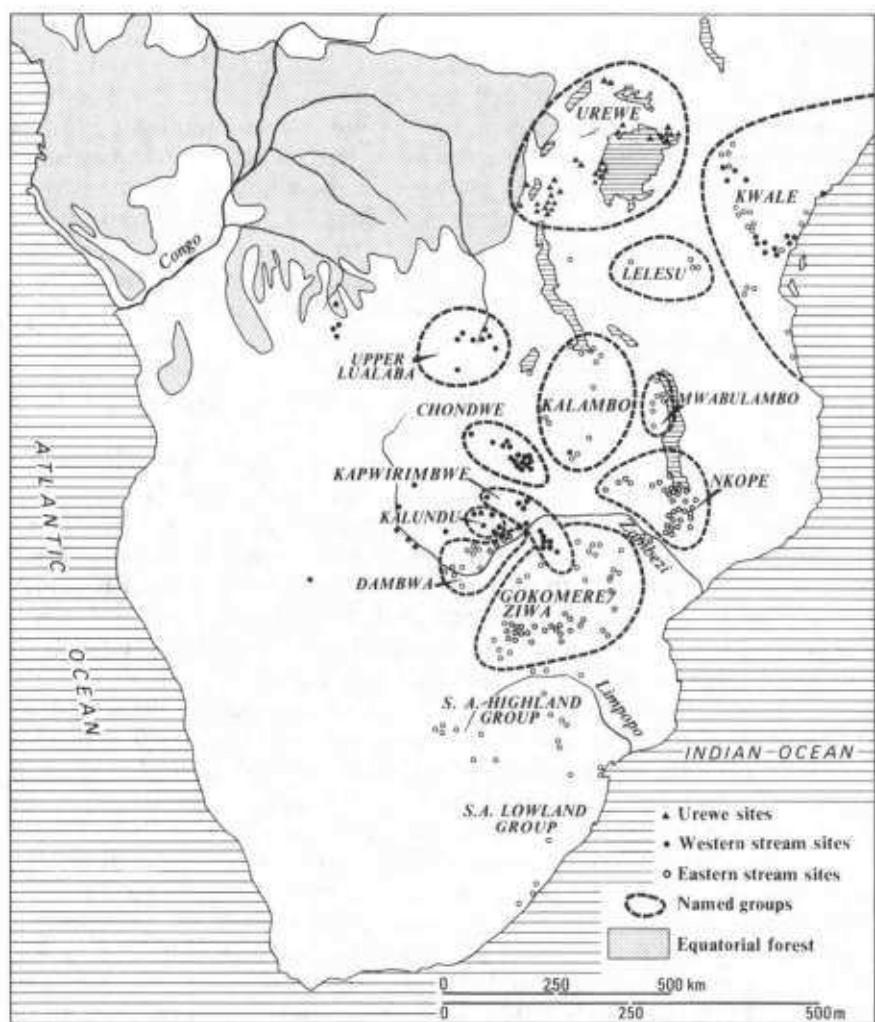 UREWE
KWALE
Congo
LELESU
UPPER
LUALABA
KALAMBO
MWABULAMBO
CHONDWE
KAPWIRIMBWE
NKOPE
KALUNDU
Zambezi
DAMBWA
GOKOMERE/
ZIWA
ATLANTIC
OCEAN
Limpopo
S. A. HIGHLAND
GROUP
INDIAN OCEAN
S.A. LOWLAND
GROUP
Urewe sites
Western stream sites
Eastern stream sites
Named groups
Equatorial forest
0 250 500 km
0 250 500 m